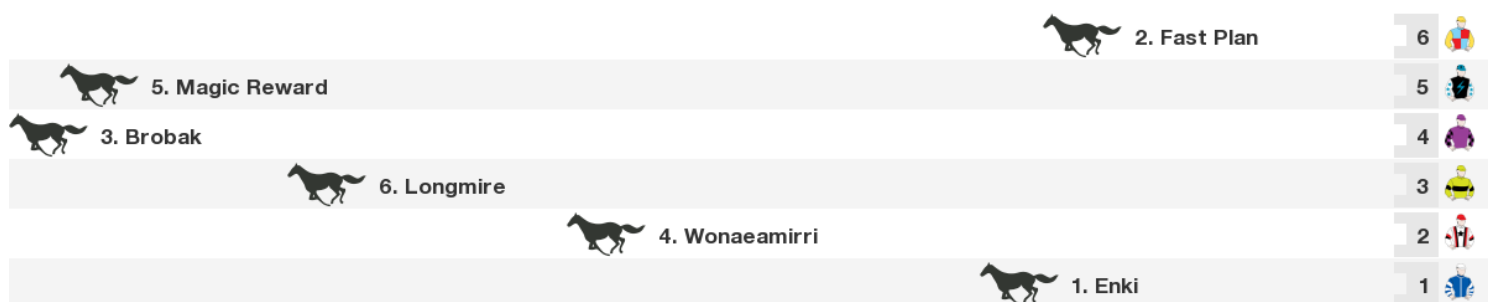 2. Fast Plan 6
5. Magic Reward 5
3. Brobak 4
6. Longmire 3
4. Wonaeamirri 2
1. Enki 1